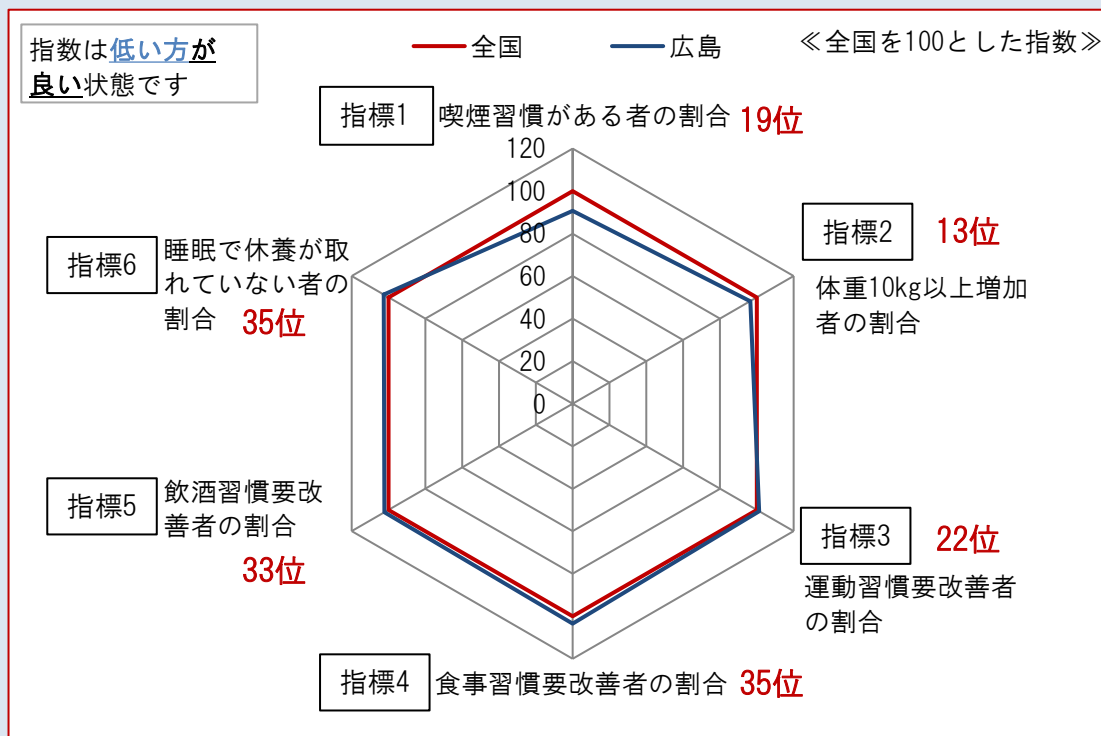 指数は低い方が
良い状態です
全国
広島
≪全国を100とした指数≫
指標1
喫煙習慣がある者の割合 19位
120
100
80
60
40
20
0
指標2
13位
体重10kg以上増加
者の割合
指標3
22位
運動習慣要改善者
の割合
指標4
食事習慣要改善者の割合 35位
指標5
飲酒習慣要改
善者の割合
33位
指標6
睡眠で休養が取
れていない者の
割合 35位